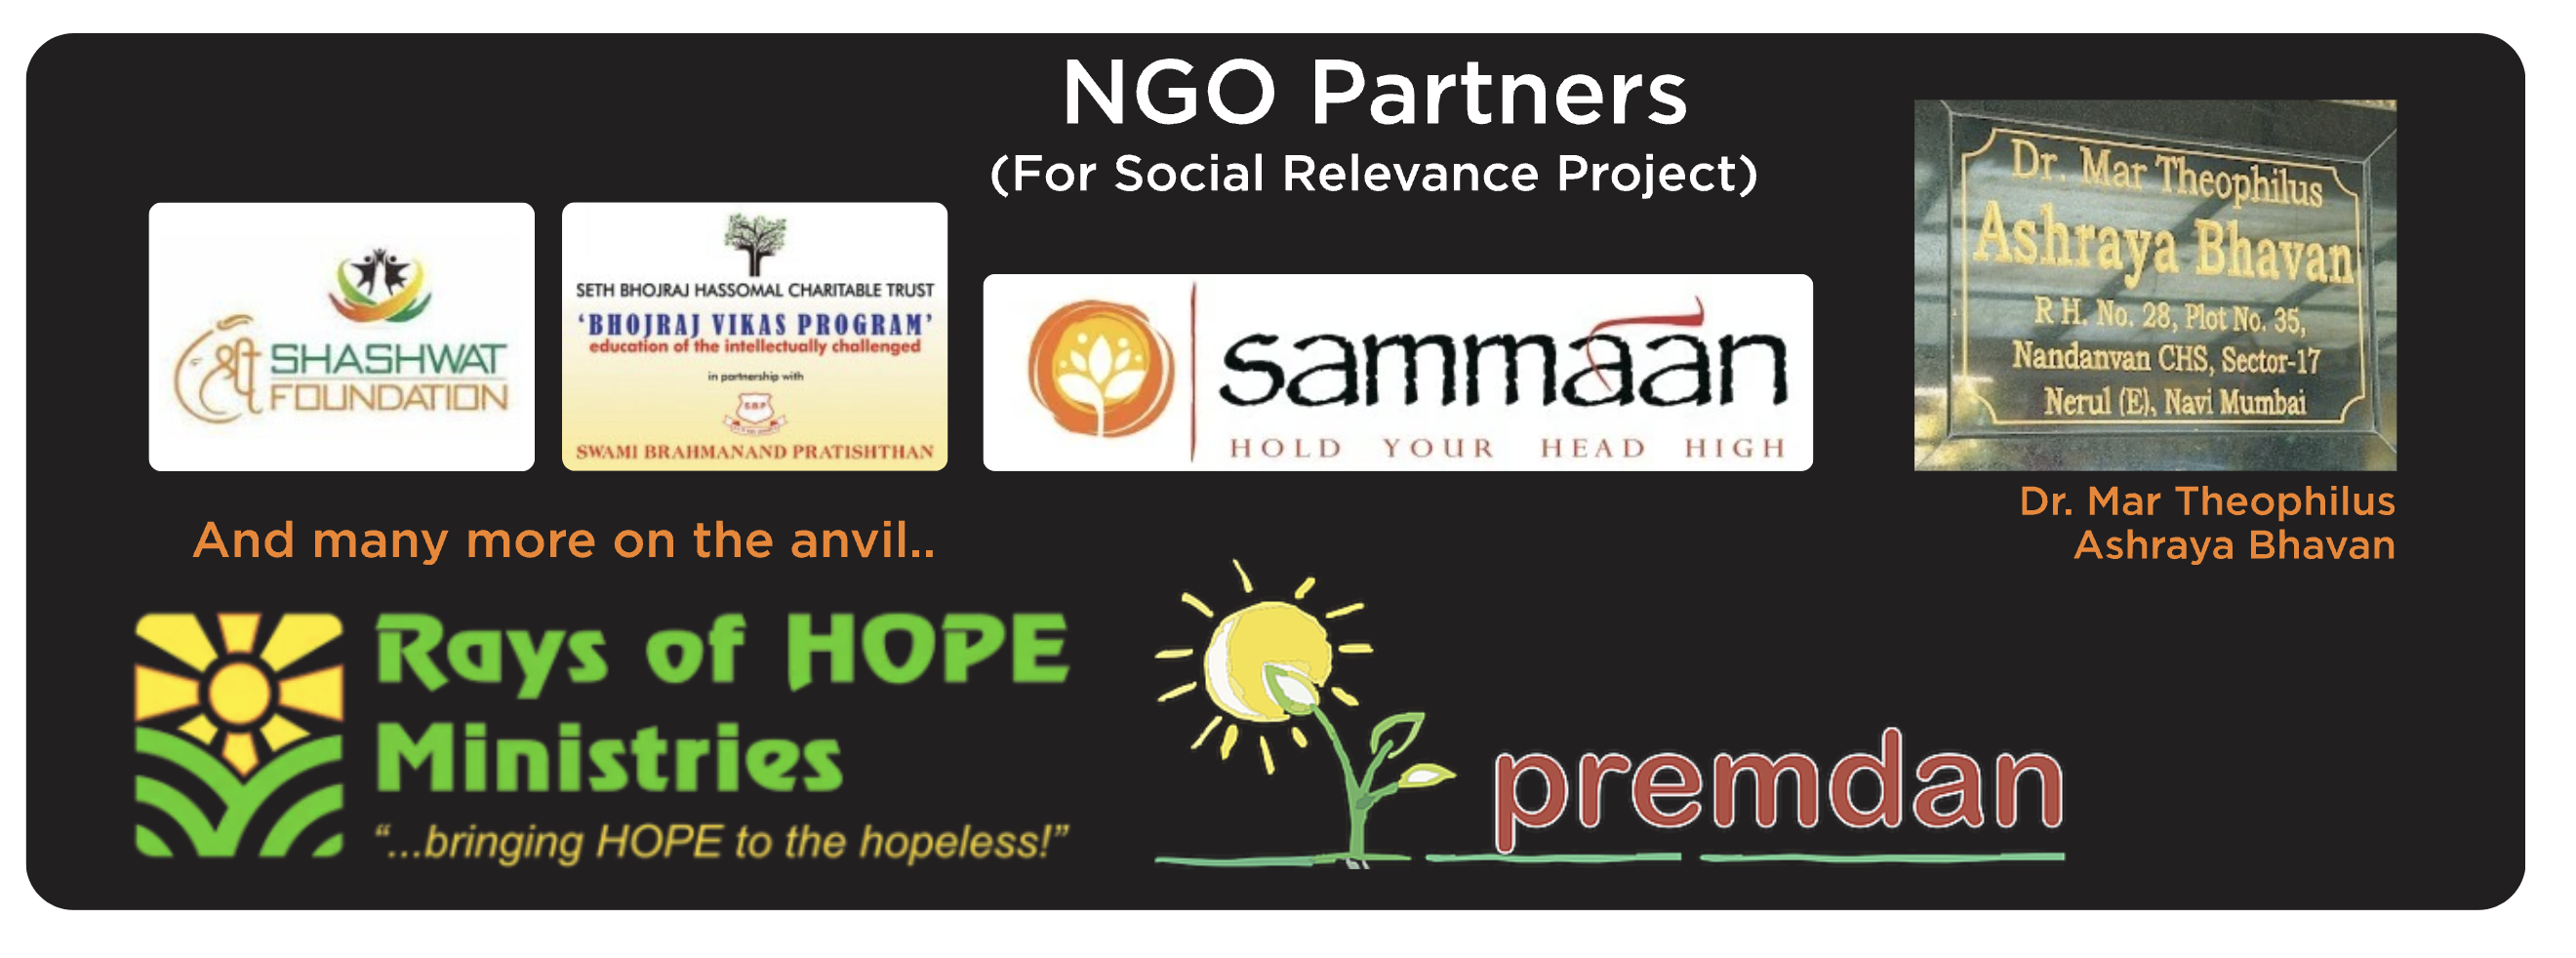 NGO Partners
(For Social Relevance Project)
श्री SHASHWAT
FOUNDATION
SETH BHOJRAJ HASSOMAL CHARITABLE TRUST
‘BHOJRAJ VIKAS PROGRAM’
education of the intellectually challenged
in partnership with
S.B.P
SWAMI BRAHMANAND PRATISHTHAN
sammaan
HOLD YOUR HEAD HIGH
Dr. Mar Theophilus
Ashraya Bhavan
R H. No. 28, Plot No. 35,
Nandanvan CHS, Sector-17
Nerul (E), Navi Mumbai
Dr. Mar Theophilus
Ashraya Bhavan
And many more on the anvil..
Rays of HOPE
Ministries
“...bringing HOPE to the hopeless!”
premdan